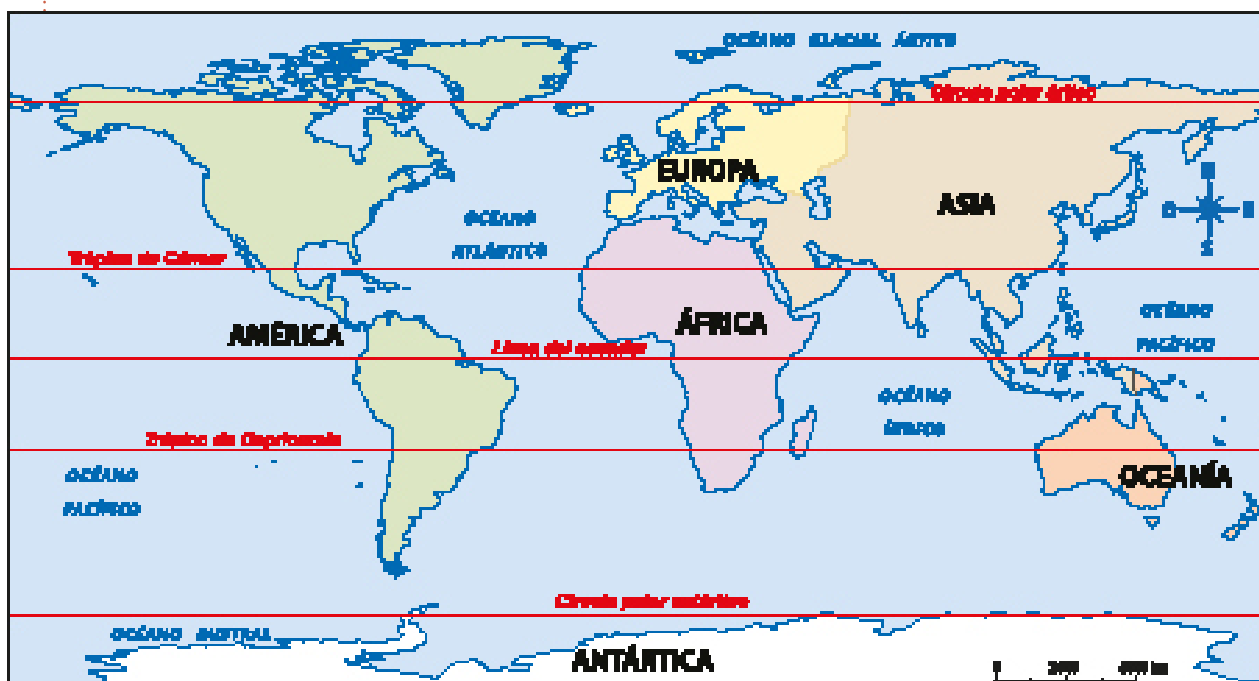 OCÉANO GLACIAL ÁRTICO
Círculo polar ártico
EUROPA
ASIA
N
O E
S
OCÉANO
ATLÁNTICO
Trópico de Cáncer
AMÉRICA
ÁFRICA
OCÉANO
PACÍFICO
Línea del ecuador
OCÉANO
ÍNDICO
Trópico de Capricornio
OCÉANO
PACÍFICO
OCEANÍA
Círculo polar antártico
OCÉANO AUSTRAL
ANTÁRTICA
0